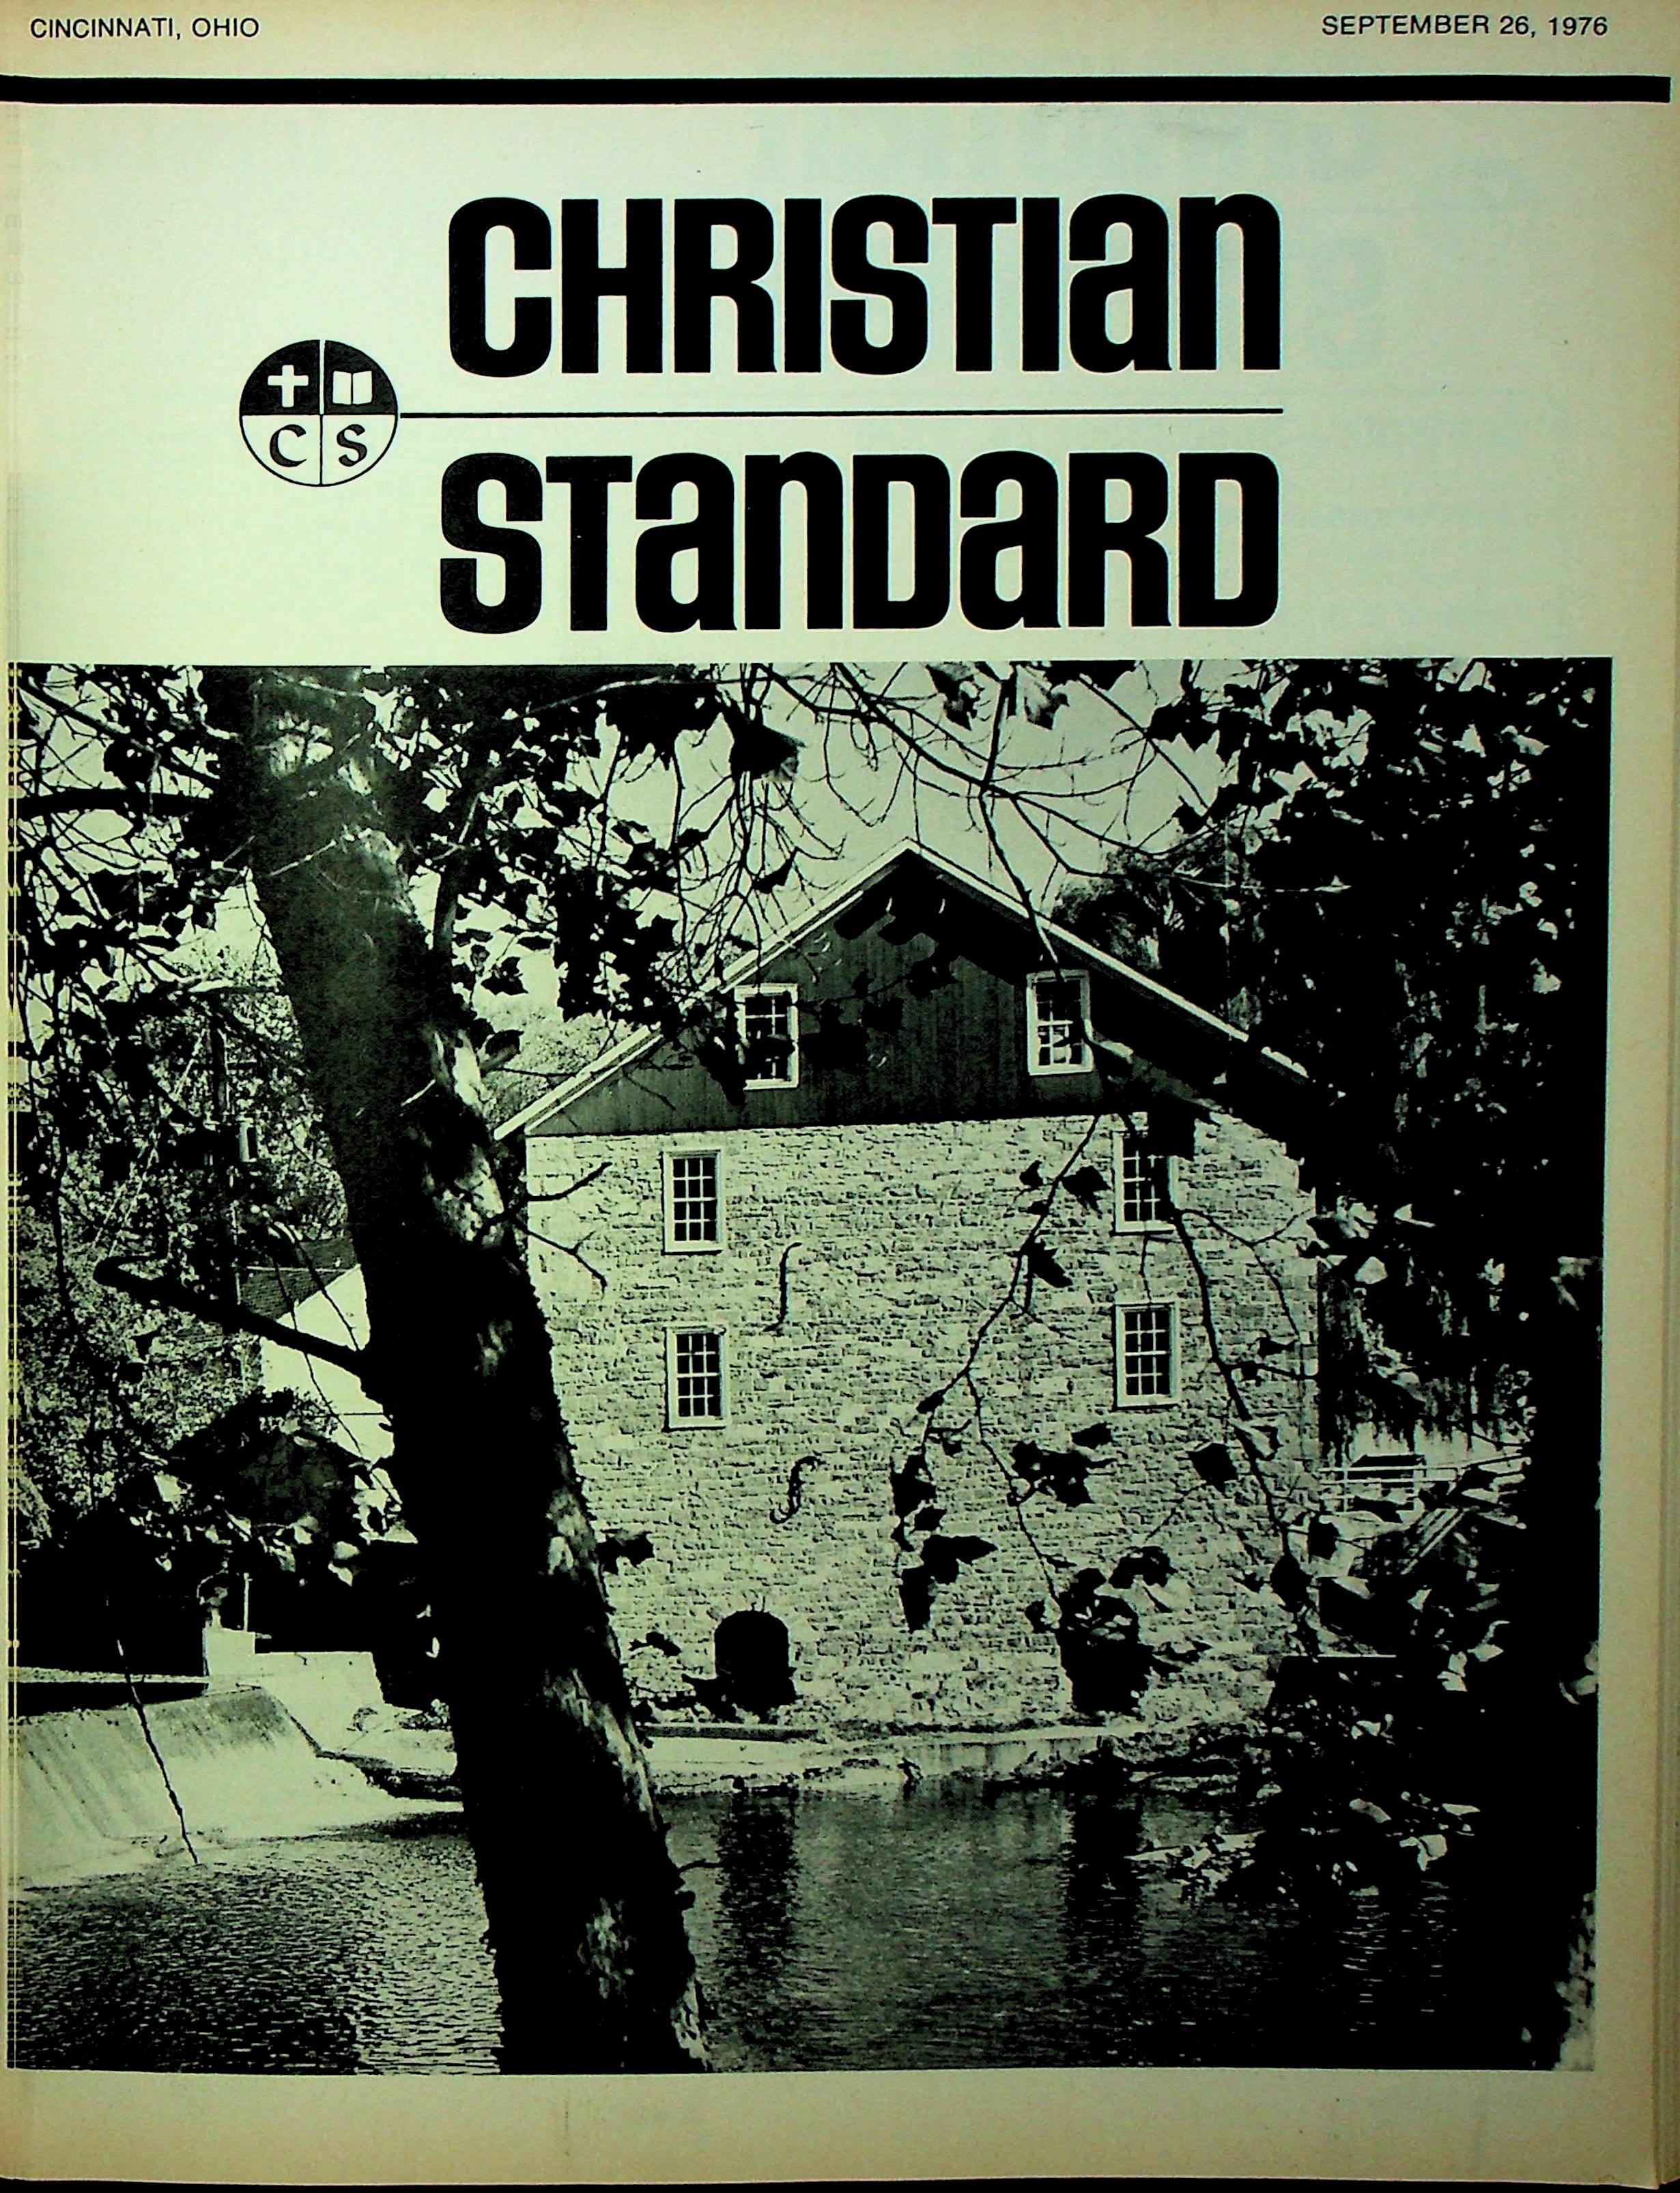 CINCINNATI, OHIO
SEPTEMBER 26, 1976
CHRISTIan
C S
STanDaRD